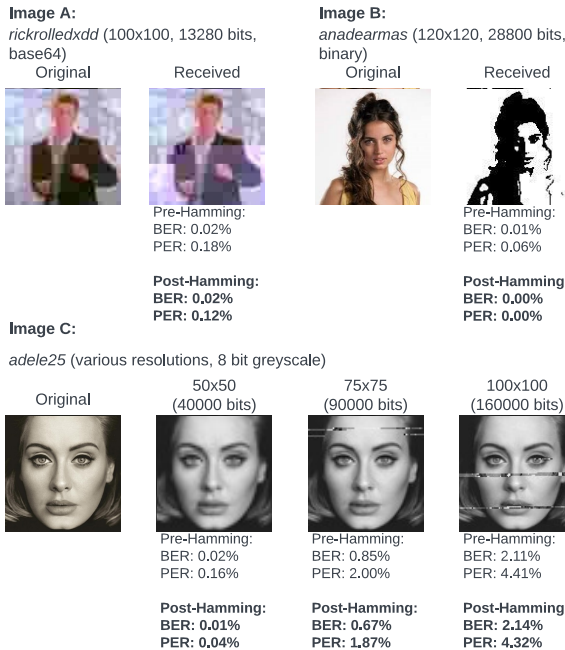 Image A:
rickrolledxdd (100x100, 13280 bits,
base64)
Original
Received
Pre-Hamming:
BER: 0.02%
PER: 0.18%
Post-Hamming:
BER: 0.02%
PER: 0.12%
Image B:
anadearmas (120x120, 28800 bits,
binary)
Original
Received
Pre-Hamming:
BER: 0.01%
PER: 0.06%
Post-Hamming
BER: 0.00%
PER: 0.00%
Image C:
adele25 (various resolutions, 8 bit greyscale)
Original
50x50
(40000 bits)
Pre-Hamming:
BER: 0.02%
PER: 0.16%
Post-Hamming:
BER: 0.01%
PER: 0.04%
75x75
(90000 bits)
Pre-Hamming:
BER: 0.85%
PER: 2.00%
Post-Hamming:
BER: 0.67%
PER: 1.87%
100x100
(160000 bits)
Pre-Hamming:
BER: 2.11%
PER: 4.41%
Post-Hamming
BER: 2.14%
PER: 4.32%